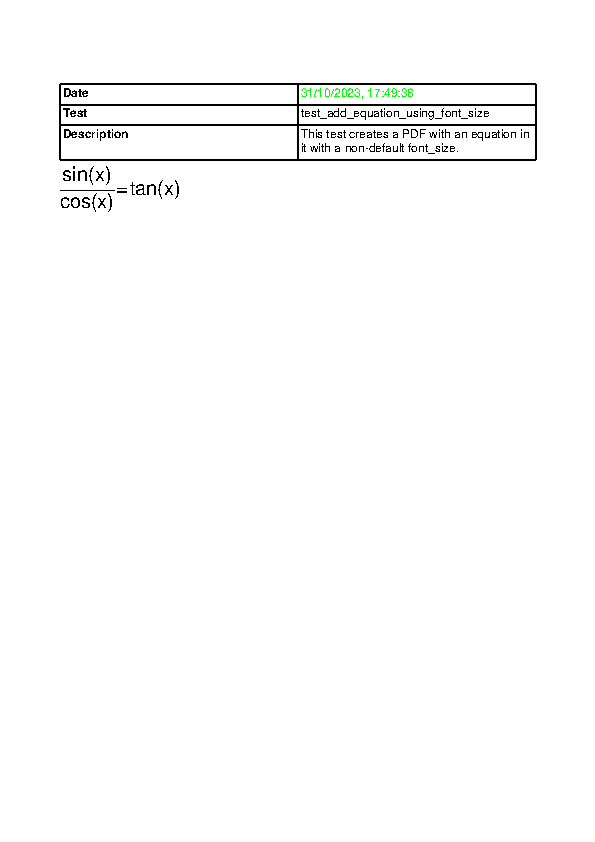 Date 31/10/2023, 17:49:36
Test test_add_equation_using_font_size
Description This test creates a PDF with an equation in
it with a non-default font_size.
sin(x)
cos(x) =tan(x)